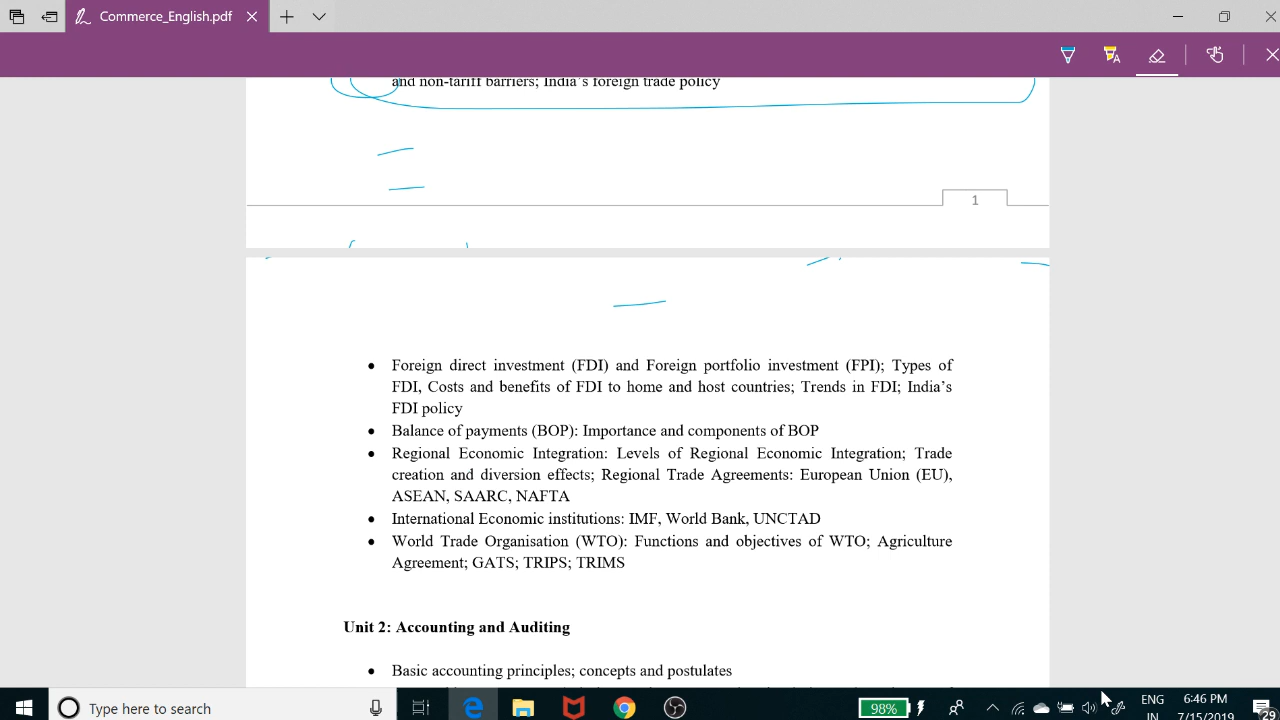 Commerce_English.pdf
and non-tariff barriers; India's foreign trade policy
1
• Foreign direct investment (FDI) and Foreign portfolio investment (FPI); Types of
FDI, Costs and benefits of FDI to home and host countries; Trends in FDI; India's
FDI policy
• Balance of payments (BOP): Importance and components of BOP
• Regional Economic Integration: Levels of Regional Economic Integration; Trade
creation and diversion effects; Regional Trade Agreements: European Union (EU),
ASEAN, SAARC, NAFTA
• International Economic institutions: IMF, World Bank, UNCTAD
• World Trade Organisation (WTO): Functions and objectives of WTO; Agriculture
Agreement; GATS; TRIPS; TRIMS
Unit 2: Accounting and Auditing
• Basic accounting principles; concepts and postulates
Type here to search
98%
ENG
IN
6:46 PM
7/15/2019